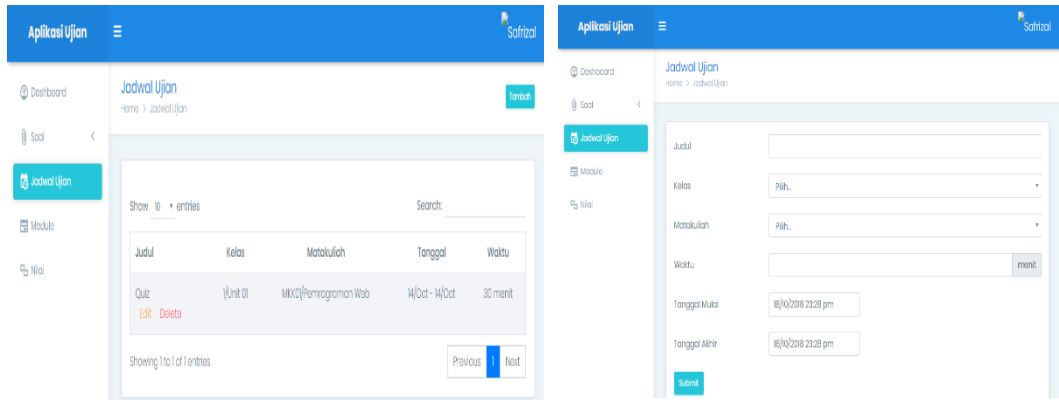 Aplikasi Ujian
Safrizal
Dashboard
Soal
Jadwal Ujian
Module
Nilai
Jadwal Ujian
Home > Jadwal Ujian
Tambah
Show 10 entries
Search:
Judul Kelas Matakuliah Tanggal Waktu
Quiz 1/Unit 01 MKK01/Pemrograman Web 14/Oct - 14/Oct 30 menit
Edit Delete
Showing 1 to 1 of 1 entries
Previous 1 Next
Aplikasi Ujian
Safrizal
Dashboard
Soal
Jadwal Ujian
Module
Nilai
Jadwal Ujian
Home > Jadwal Ujian
Judul
Kelas Pilih..
Matakuliah Pilih..
Waktu menit
Tanggal Mulai 18/10/2018 23:28 pm
Tanggal Akhir 18/10/2018 23:28 pm
Submit